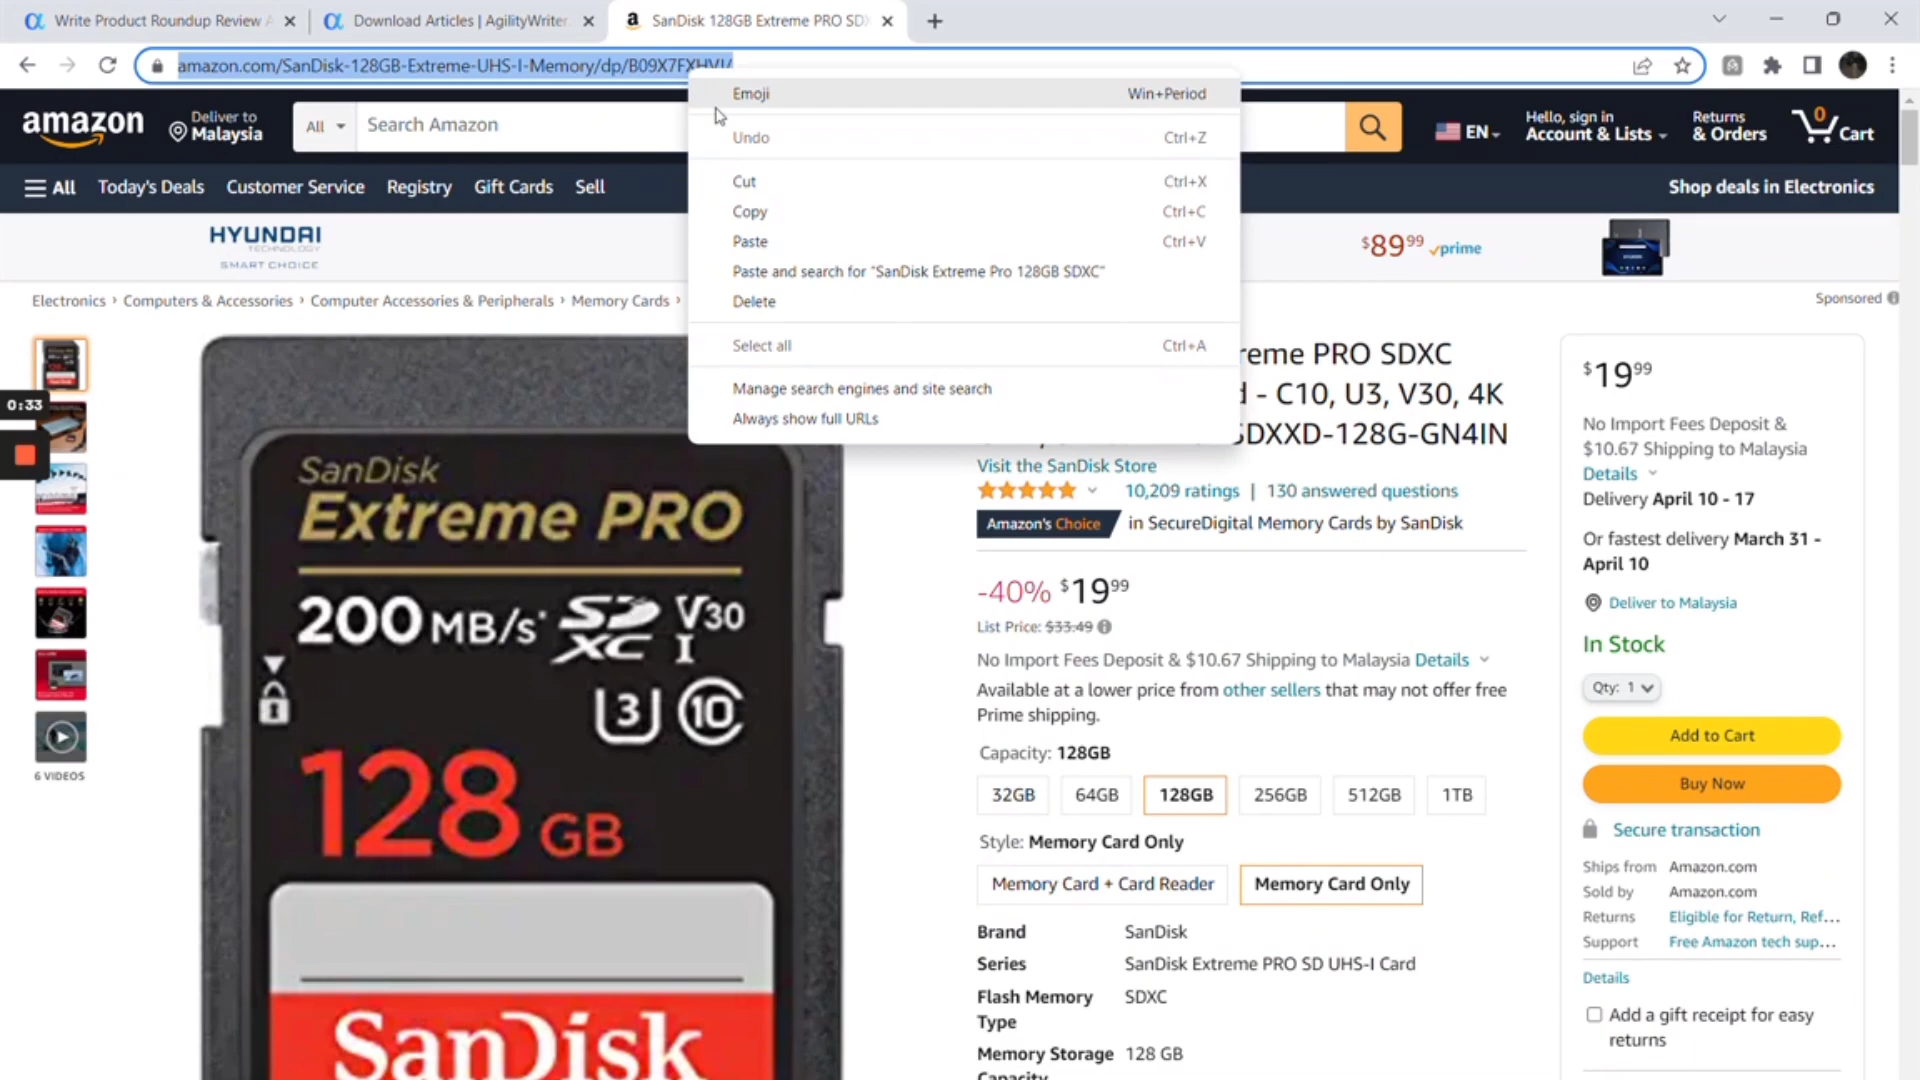 Write Product Roundup Review A
Download Articles | AgilityWriter.
SanDisk 128GB Extreme PRO SDX
amazon.com/SanDisk-128GB-Extreme-UHS-I-Memory/dp/B09X7FXHVJ/
Emoji Win+Period
Undo Ctrl+Z
Cut Ctrl+X
Copy Ctrl+C
Paste Ctrl+V
Paste and search for "SanDisk Extreme Pro 128GB SDXC"
Delete
Select all Ctrl+A
Manage search engines and site search
Always show full URLs
amazon
Deliver to
Malaysia
All
Search Amazon
EN
Hello, sign in
Account & Lists
Returns
& Orders
0
Cart
All Today's Deals Customer Service Registry Gift Cards Sell
Shop deals in Electronics
HYUNDAI
TECHNOLOGY
SMART CHOICE
$89 99 prime
Electronics › Computers & Accessories › Computer Accessories & Peripherals › Memory Cards ›
Sponsored
0:33
6 VIDEOS
SanDisk
Extreme PRO
200 MB/s* SD XC I V30
3 10
128 GB
SanDisk
reme PRO SDXC
- C10, U3, V30, 4K
SDXXD-128G-GN4IN
Visit the SanDisk Store
10,209 ratings | 130 answered questions
Amazon's Choice in SecureDigital Memory Cards by SanDisk
-40% $19 99
List Price: $33.49
No Import Fees Deposit & $10.67 Shipping to Malaysia Details
Available at a lower price from other sellers that may not offer free
Prime shipping.
Capacity: 128GB
32GB 64GB 128GB 256GB 512GB 1TB
Style: Memory Card Only
Memory Card + Card Reader Memory Card Only
Brand SanDisk
Series SanDisk Extreme PRO SD UHS-I Card
Flash Memory SDXC
Type
Memory Storage 128 GB
Capacity
$19 99
No Import Fees Deposit &
$10.67 Shipping to Malaysia
Details
Delivery April 10 - 17
Or fastest delivery March 31 -
April 10
Deliver to Malaysia
In Stock
Qty: 1
Add to Cart
Buy Now
Secure transaction
Ships from Amazon.com
Sold by Amazon.com
Returns Eligible for Return, Ref...
Support Free Amazon tech sup...
Details
Add a gift receipt for easy
returns